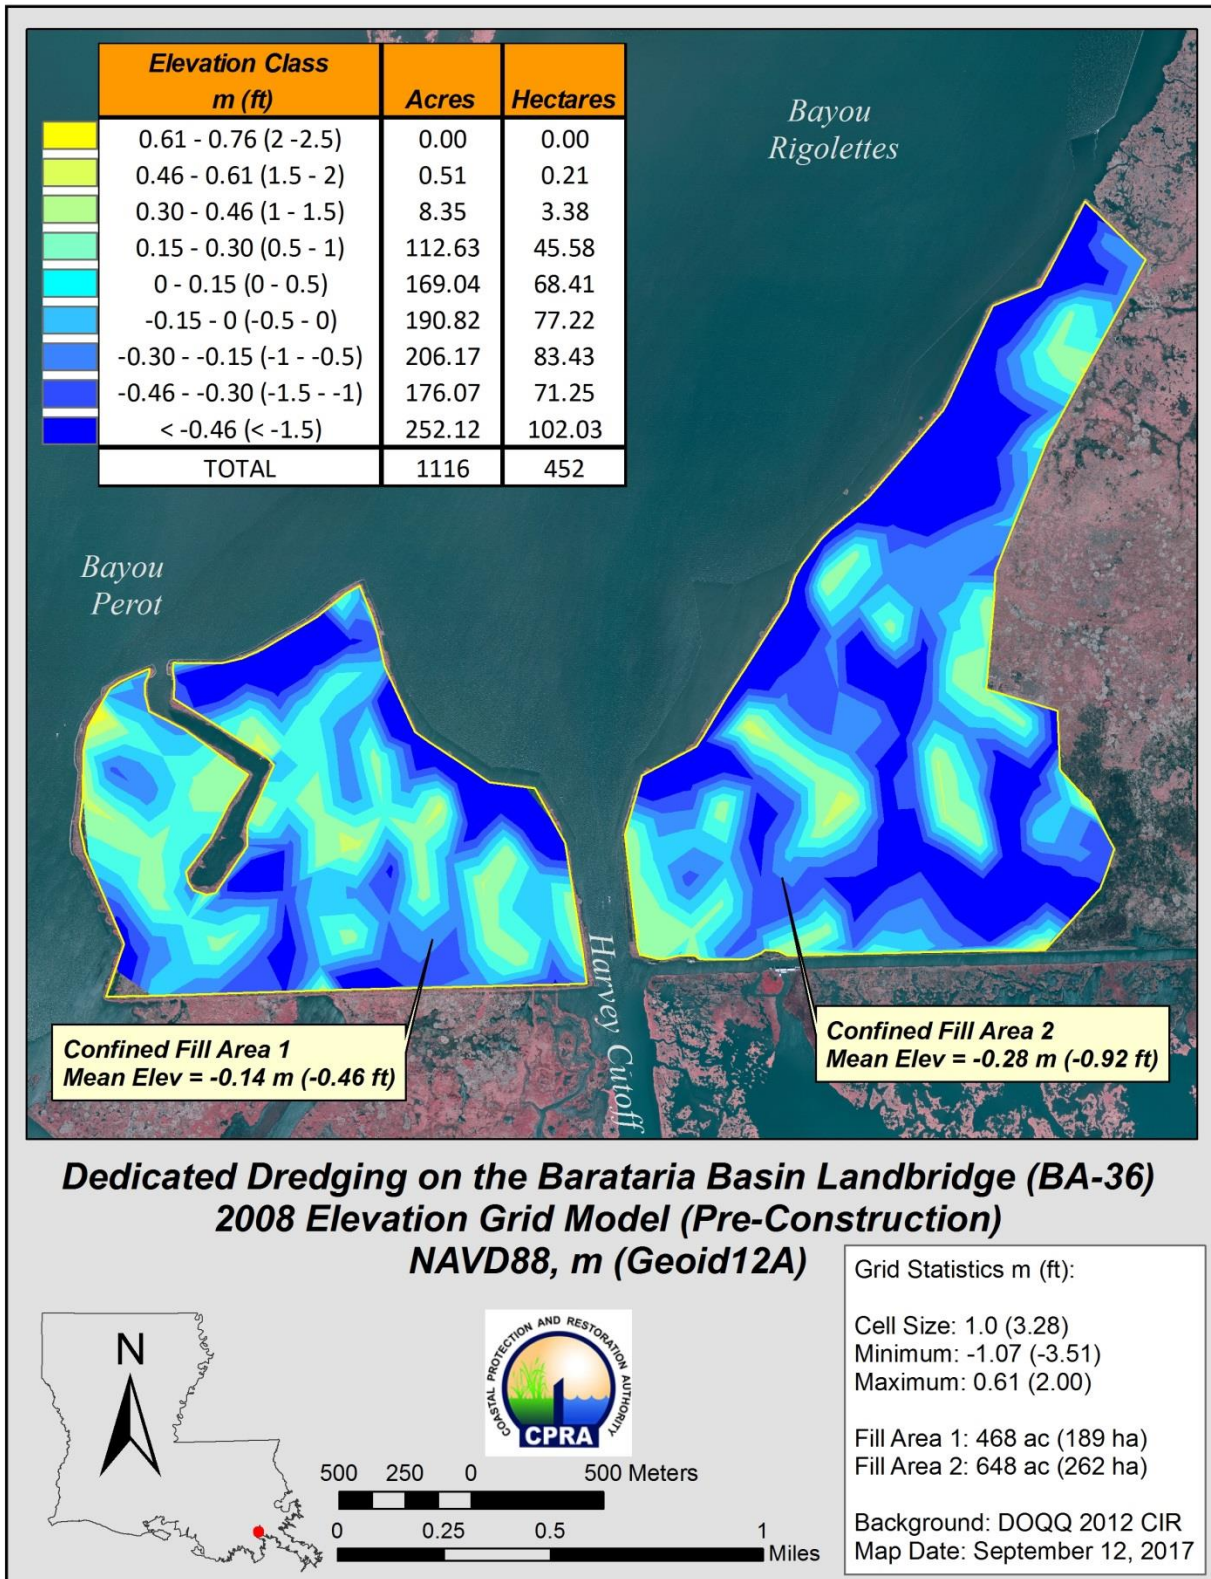 Elevation Class
m (ft) Acres Hectares
0.61 - 0.76 (2 -2.5) 0.00 0.00
0.46 - 0.61 (1.5 - 2) 0.51 0.21
0.30 - 0.46 (1 - 1.5) 8.35 3.38
0.15 - 0.30 (0.5 - 1) 112.63 45.58
0 - 0.15 (0 - 0.5) 169.04 68.41
-0.15 - 0 (-0.5 - 0) 190.82 77.22
-0.30 - -0.15 (-1 - -0.5) 206.17 83.43
-0.46 - -0.30 (-1.5 - -1) 176.07 71.25
< -0.46 (< -1.5) 252.12 102.03
TOTAL 1116 452
Bayou
Rigolettes
Bayou
Perot
Harvey Cutoff
Confined Fill Area 1
Mean Elev = -0.14 m (-0.46 ft)
Confined Fill Area 2
Mean Elev = -0.28 m (-0.92 ft)
Dedicated Dredging on the Barataria Basin Landbridge (BA-36)
2008 Elevation Grid Model (Pre-Construction)
NAVD88, m (Geoid12A)
N
COASTAL PROTECTION AND RESTORATION AUTHORITY
CPRA
500 250 0 500 Meters
0 0.25 0.5 1
Miles
Grid Statistics m (ft):
Cell Size: 1.0 (3.28)
Minimum: -1.07 (-3.51)
Maximum: 0.61 (2.00)
Fill Area 1: 468 ac (189 ha)
Fill Area 2: 648 ac (262 ha)
Background: DOQQ 2012 CIR
Map Date: September 12, 2017